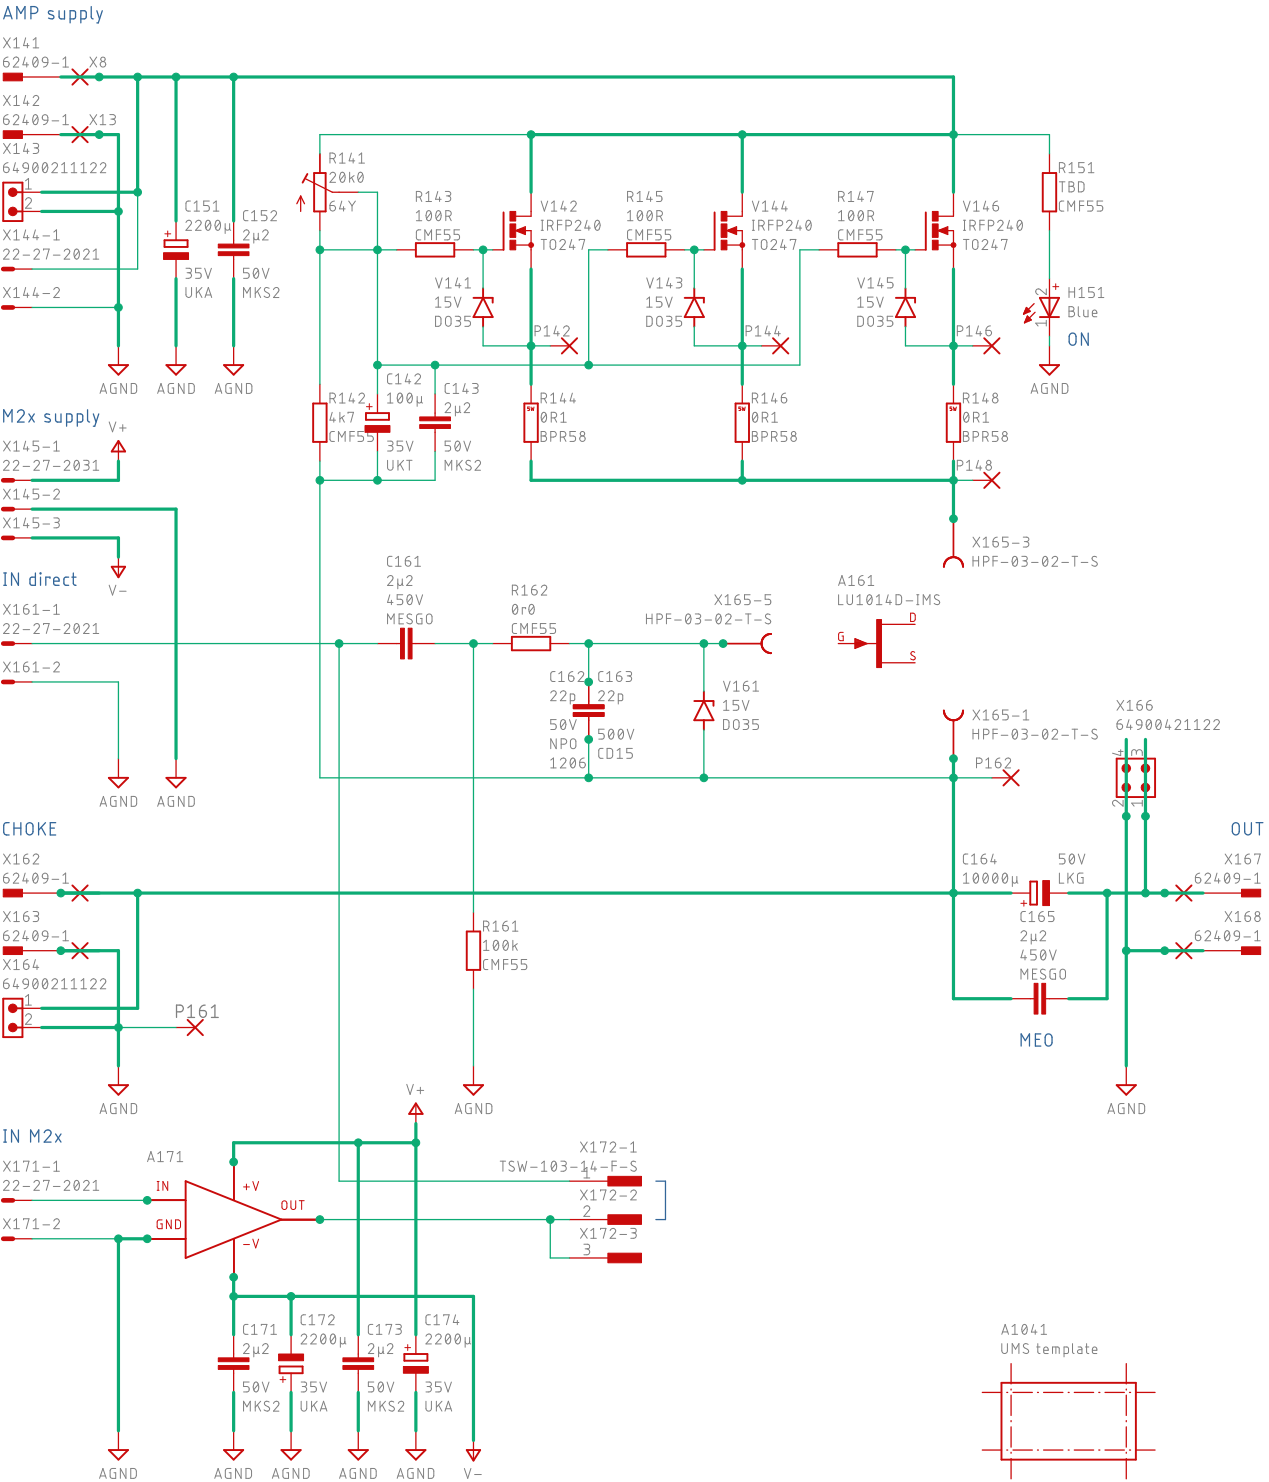 AMP supply
X141
62409-1
X8
X142
62409-1
X13
X143
64900211122
1
2
X144-1
22-27-2021
X144-2
AGND
C151
2200µ
+
35V
UKA
AGND
C152
2µ2
50V
MKS2
AGND
R141
20k0
64Y
R143
100R
CMF55
V142
IRFP240
TO247
V141
15V
DO35
P142
R145
100R
CMF55
V144
IRFP240
TO247
V143
15V
DO35
P144
R147
100R
CMF55
V146
IRFP240
TO247
V145
15V
DO35
P146
R151
TBD
CMF55
2
+
1
H151
Blue
ON
AGND
R142
4k7
CMF55
C142
100µ
+
35V
UKT
C143
2µ2
50V
MKS2
5W
R144
0R1
BPR58
5W
R146
0R1
BPR58
5W
R148
0R1
BPR58
P148
M2x supply
V+
X145-1
22-27-2031
X145-2
X145-3
V-
IN direct
X161-1
22-27-2021
X161-2
AGND
AGND
C161
2µ2
450V
MESGO
R162
0r0
CMF55
X165-5
HPF-03-02-T-S
C162
22p
50V
NPO
1206
C163
22p
500V
CD15
V161
15V
DO35
X165-3
HPF-03-02-T-S
A161
LU1014D-IMS
G
D
S
X165-1
HPF-03-02-T-S
P162
X166
64900421122
4
3
2
1
CHOKE
X162
62409-1
X163
62409-1
X164
64900211122
1
2
P161
AGND
R161
100k
CMF55
AGND
C164
10000µ
50V
LKG
+
C165
2µ2
450V
MESGO
MEO
OUT
X167
62409-1
X168
62409-1
AGND
IN M2x
X171-1
22-27-2021
X171-2
A171
IN
GND
+V
-V
OUT
V+
X172-1
TSW-103-14-F-S
1
X172-2
2
X172-3
3
C171
2µ2
50V
MKS2
C172
2200µ
+
35V
UKA
C173
2µ2
50V
MKS2
C174
2200µ
+
35V
UKA
AGND
AGND
AGND
AGND
AGND
V-
A1041
UMS template